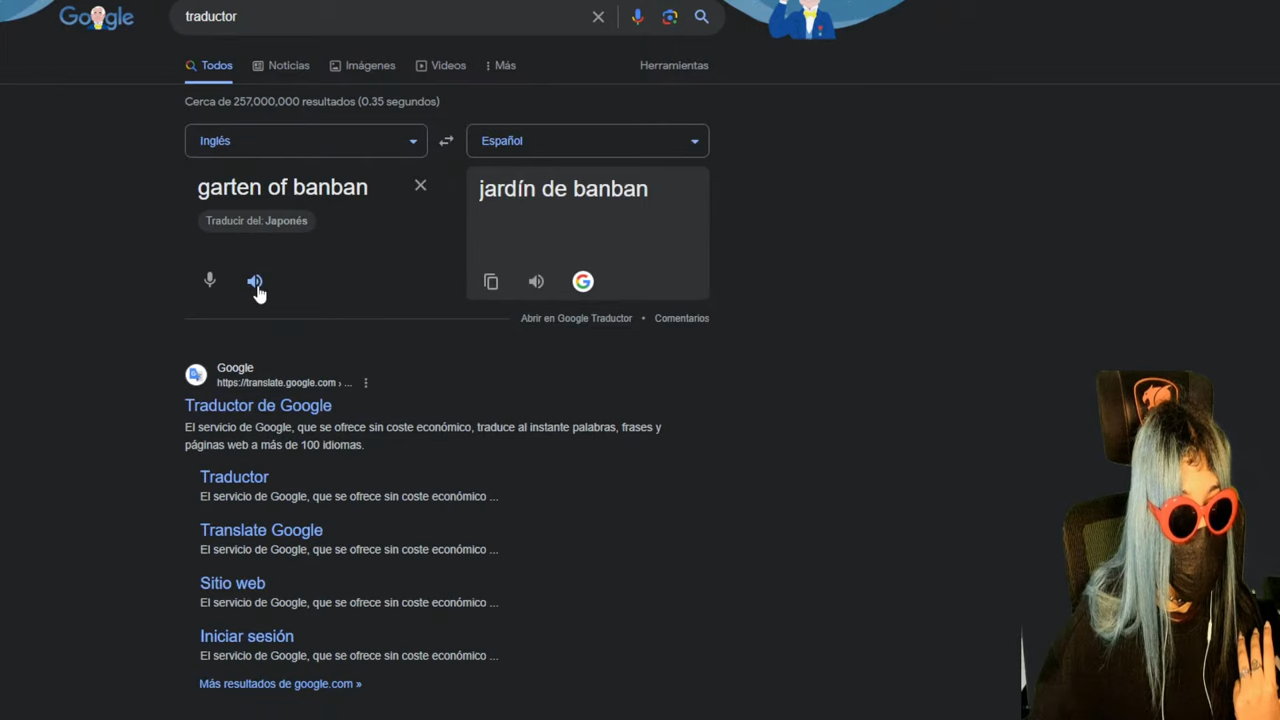 Google
traductor
Todos
Noticias
Imágenes
Videos
Más
Herramientas
Cerca de 257,000,000 resultados (0.35 segundos)
Inglés
Español
garten of banban
jardín de banban
Traducir del: Japonés
Abrir en Google Traductor • Comentarios
Google
https://translate.google.com › ...
Traductor de Google
El servicio de Google, que se ofrece sin coste económico, traduce al instante palabras, frases y
páginas web a más de 100 idiomas.
Traductor
El servicio de Google, que se ofrece sin coste económico ...
Translate Google
El servicio de Google, que se ofrece sin coste económico ...
Sitio web
El servicio de Google, que se ofrece sin coste económico ...
Iniciar sesión
El servicio de Google, que se ofrece sin coste económico ...
Más resultados de google.com »